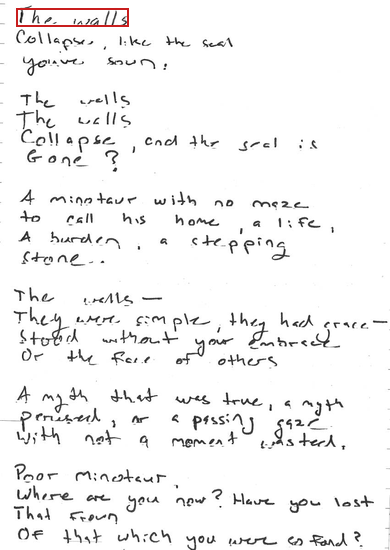 The walls
Collapse, like the seal
you've sewn.
The walls
The walls
Collapse, and the seal is
Gone?
A minotaur with no maze
to call his home, a life,
A burden, a stepping
stone..
The walls —
They were simple, they had grace —
Stood without your embrace
Or the face of others
A myth that was true, a myth
perused, or a passing gaze
With not a moment wasted.
Poor minotaur.
Where are you now? Have you lost
That frown
Of that which you were so fond?